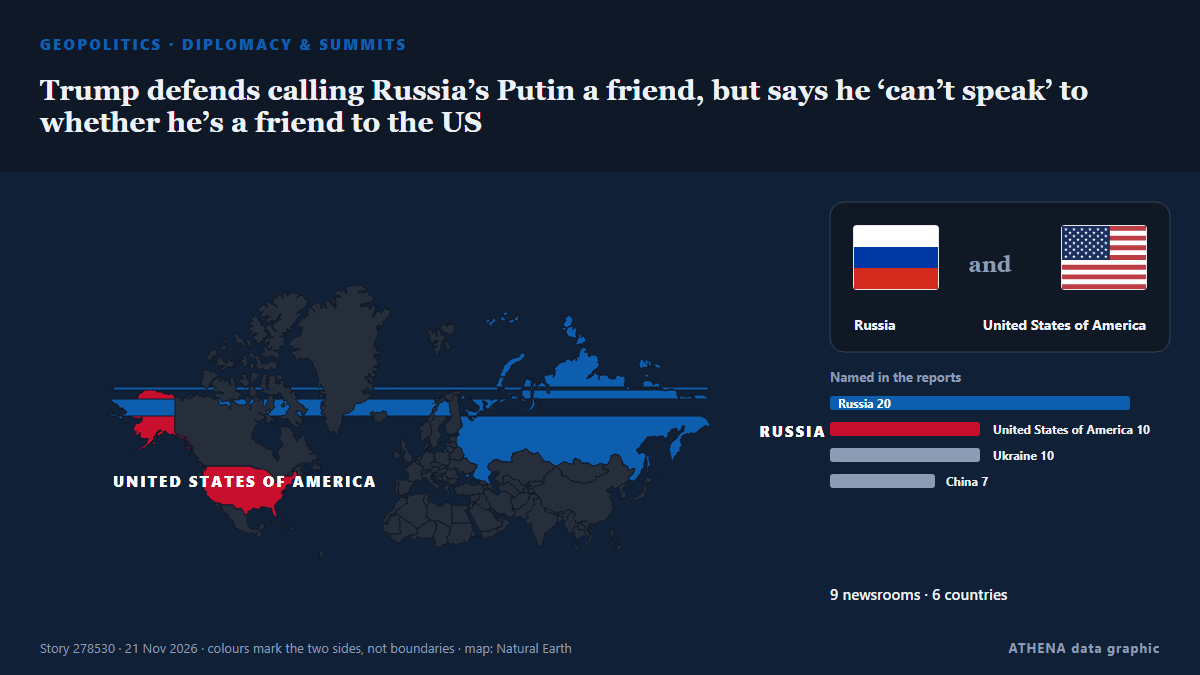 GEOPOLITICS · DIPLOMACY & SUMMITS
Trump defends calling Russia’s Putin a friend, but says he ‘can’t speak’ to
whether he’s a friend to the US
and
Russia
United States of America
Named in the reports
Russia 20
United States of America 10
Ukraine 10
China 7
RUSSIA
UNITED STATES OF AMERICA
9 newsrooms · 6 countries
Story 278530 · 21 Nov 2026 · colours mark the two sides, not boundaries · map: Natural Earth
ATHENA data graphic